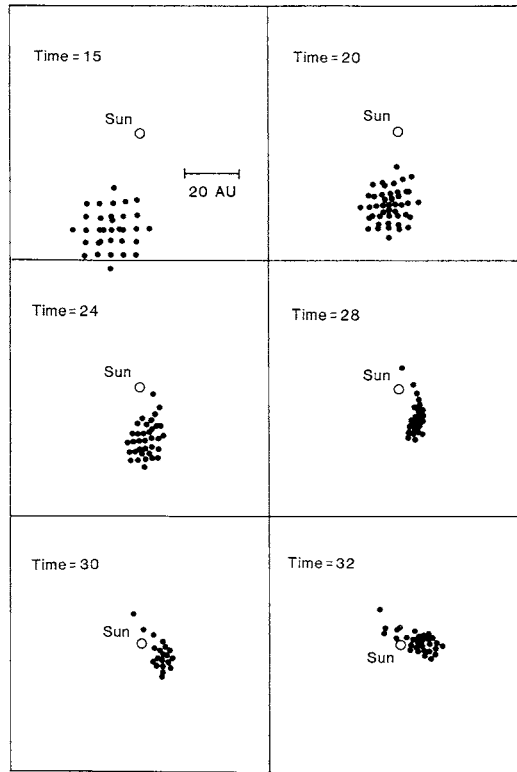 Time = 15
Sun
20 AU
Time = 20
Sun
Time = 24
Sun
Time = 28
Sun
Time = 30
Sun
Time = 32
Sun